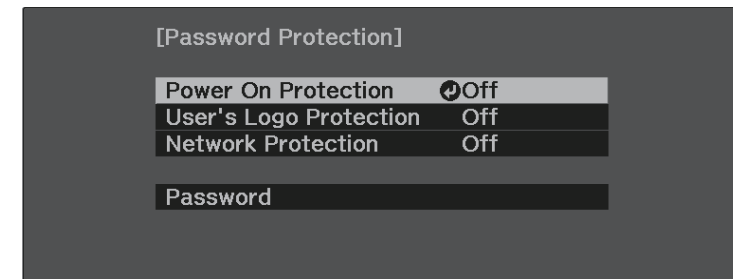 [Password Protection]
Power On Protection Off
User's Logo Protection Off
Network Protection Off
Password